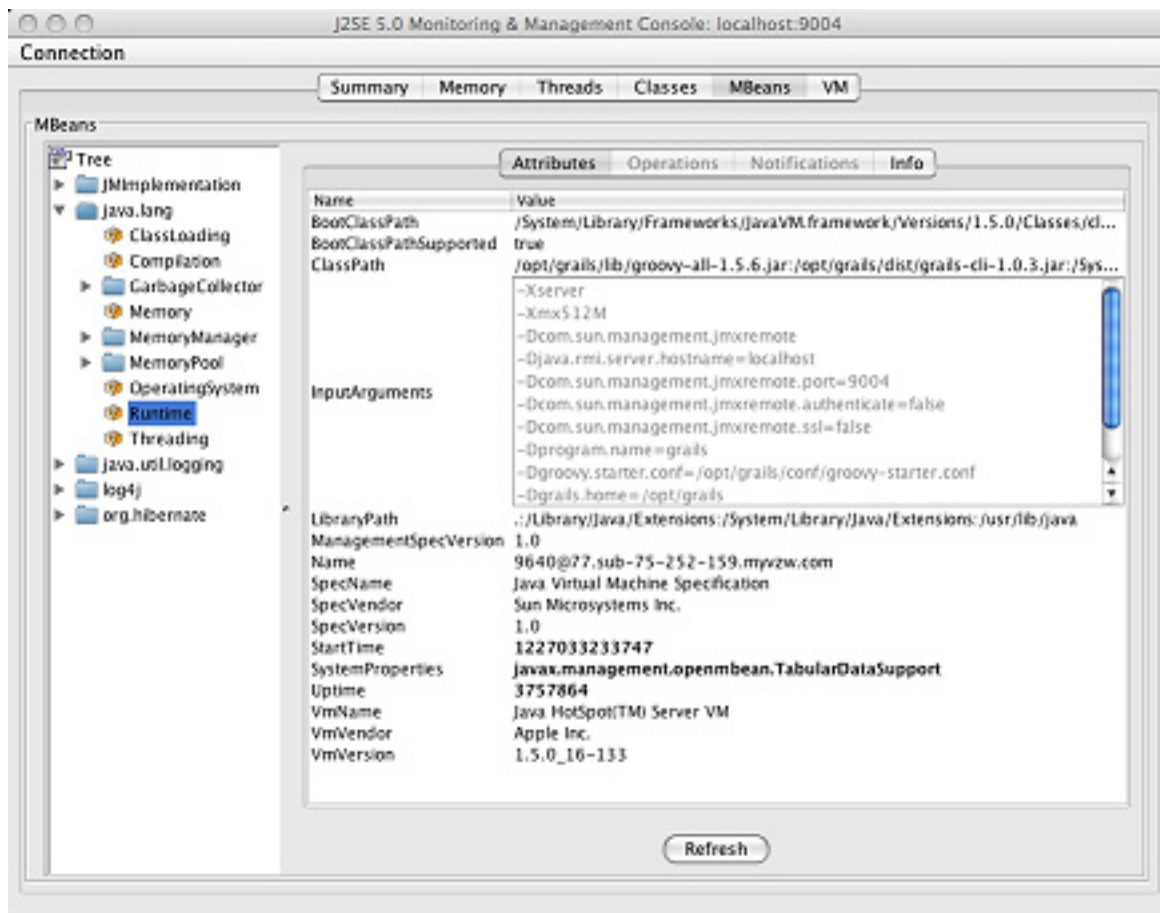 J2SE 5.0 Monitoring & Management Console: localhost:9004
Connection
Summary Memory Threads Classes MBeans VM
MBeans
Tree
JMImplementation
java.lang
ClassLoading
Compilation
GarbageCollector
Memory
MemoryManager
MemoryPool
OperatingSystem
Runtime
Threading
java.util.logging
log4j
org.hibernate
Attributes Operations Notifications Info
Name Value
BootClassPath /System/Library/Frameworks/JavaVM.framework/Versions/1.5.0/Classes/cl...
BootClassPathSupported true
ClassPath /opt/grails/lib/groovy-all-1.5.6.jar:/opt/grails/dist/grails-cli-1.0.3.jar:/Sys...
InputArguments
-Xserver
-Xmx512M
-Dcom.sun.management.jmxremote
-Djava.rmi.server.hostname=localhost
-Dcom.sun.management.jmxremote.port=9004
-Dcom.sun.management.jmxremote.authenticate=false
-Dcom.sun.management.jmxremote.ssl=false
-Dprogram.name=grails
-Dgroovy.starter.conf=/opt/grails/conf/groovy-starter.conf
-Dgrails.home=/opt/grails
LibraryPath .:/Library/Java/Extensions:/System/Library/Java/Extensions:/usr/lib/java
ManagementSpecVersion 1.0
Name 9640@77.sub-75-252-159.myvzw.com
SpecName Java Virtual Machine Specification
SpecVendor Sun Microsystems Inc.
SpecVersion 1.0
StartTime 1227033233747
SystemProperties javax.management.openmbean.TabularDataSupport
Uptime 3757864
VmName Java HotSpot(TM) Server VM
VmVendor Apple Inc.
VmVersion 1.5.0_16-133
Refresh